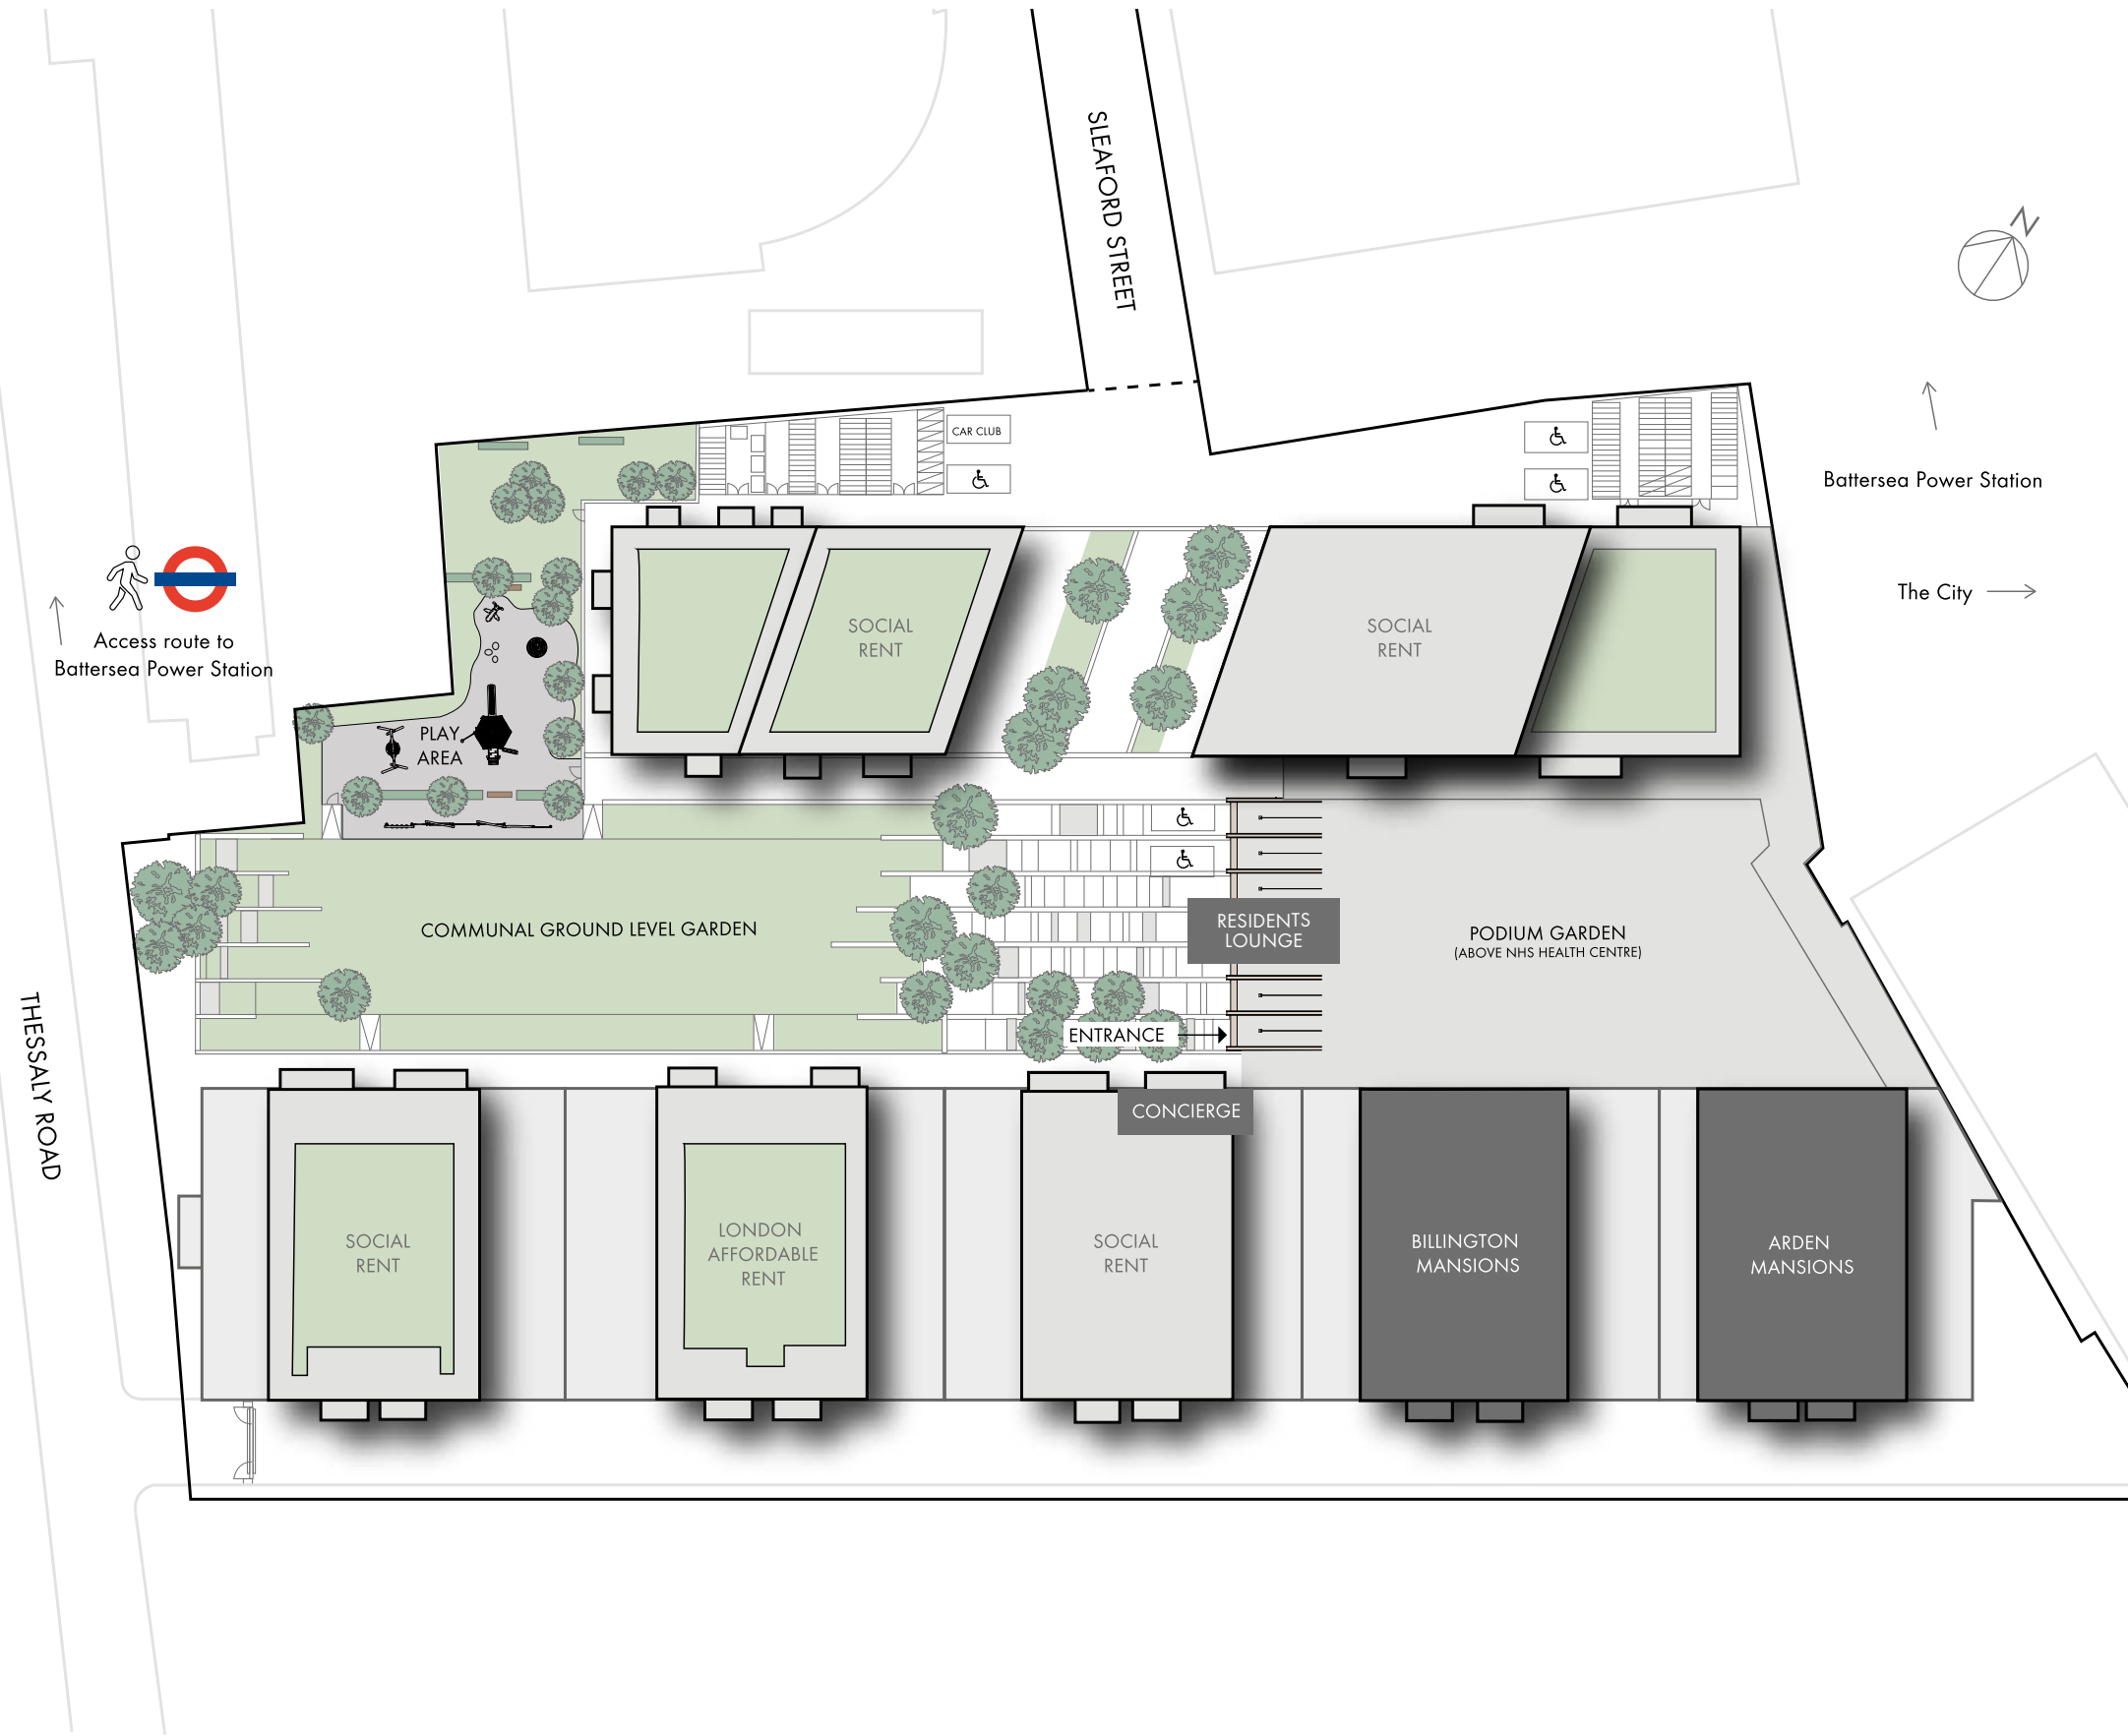 SLEAFORD STREET
N
CAR CLUB
Battersea Power Station
The City
Access route to
Battersea Power Station
SOCIAL
RENT
SOCIAL
RENT
PLAY
AREA
COMMUNAL GROUND LEVEL GARDEN
RESIDENTS
LOUNGE
PODIUM GARDEN
(ABOVE NHS HEALTH CENTRE)
ENTRANCE
THESSALY ROAD
CONCIERGE
SOCIAL
RENT
LONDON
AFFORDABLE
RENT
SOCIAL
RENT
BILLINGTON
MANSIONS
ARDEN
MANSIONS